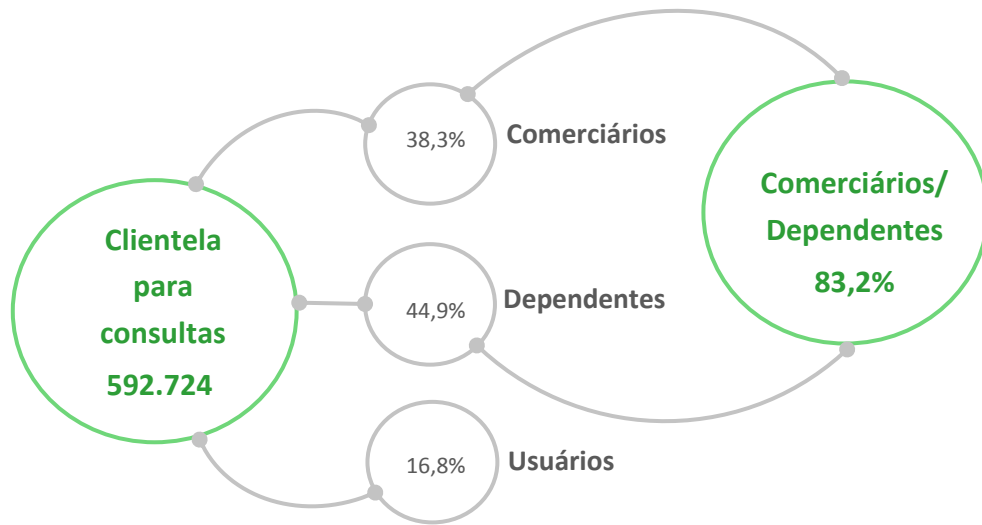 Clientela
para
consultas
592.724
38,3%
Comerciários
44,9%
Dependentes
16,8%
Usuários
Comerciários/
Dependentes
83,2%